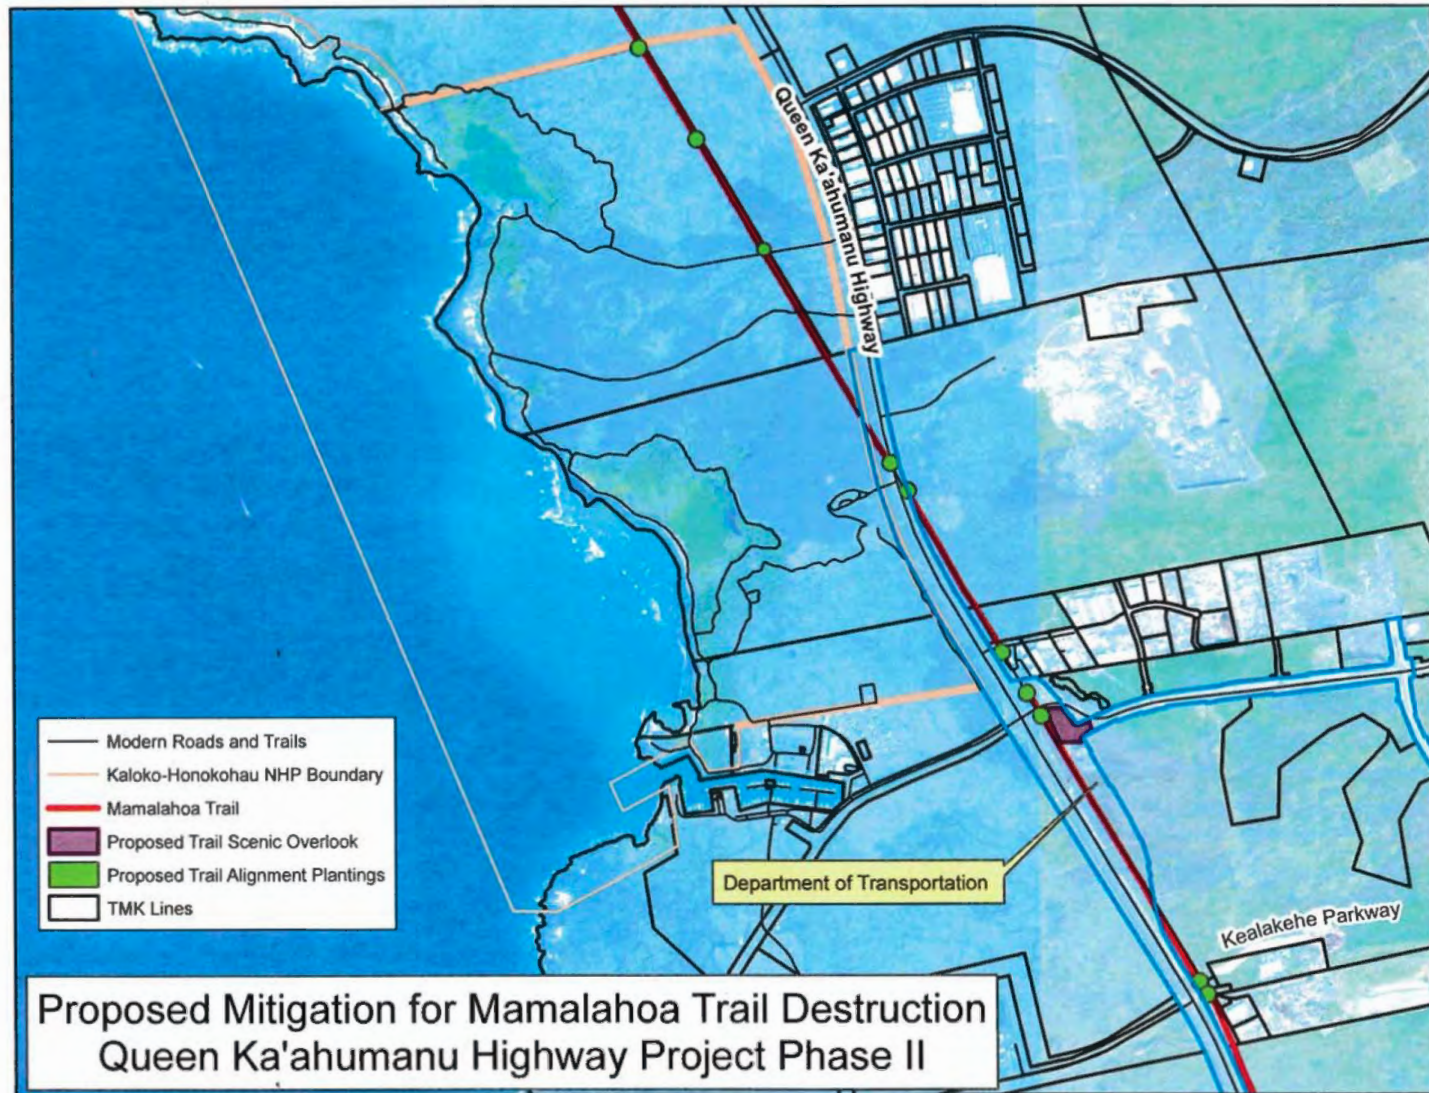 Queen Ka'ahumanu Highway
Modern Roads and Trails
Kaloko-Honokohau NHP Boundary
Mamalahoa Trail
Proposed Trail Scenic Overlook
Proposed Trail Alignment Plantings
TMK Lines
Department of Transportation
Kealakehe Parkway
Proposed Mitigation for Mamalahoa Trail Destruction
Queen Ka'ahumanu Highway Project Phase II